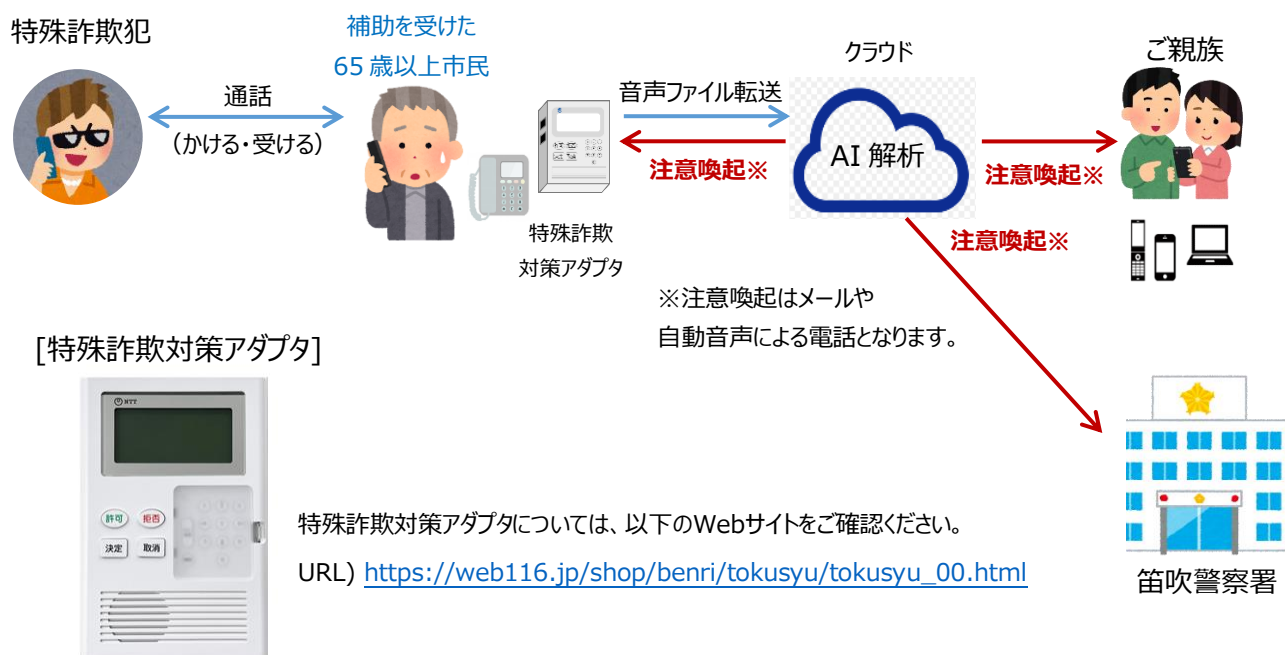 特殊詐欺犯
補助を受けた
65歳以上市民
クラウド
ご親族
通話
(かける・受ける)
音声ファイル転送
AI 解析
注意喚起※
注意喚起※
注意喚起※
特殊詐欺
対策アダプタ
※注意喚起はメールや
自動音声による電話となります。
[特殊詐欺対策アダプタ]
NTT
許可 拒否
決定 取消
特殊詐欺対策アダプタについては、以下のWebサイトをご確認ください。
URL) https://web116.jp/shop/benri/tokusyu/tokusyu_00.html
笛吹警察署